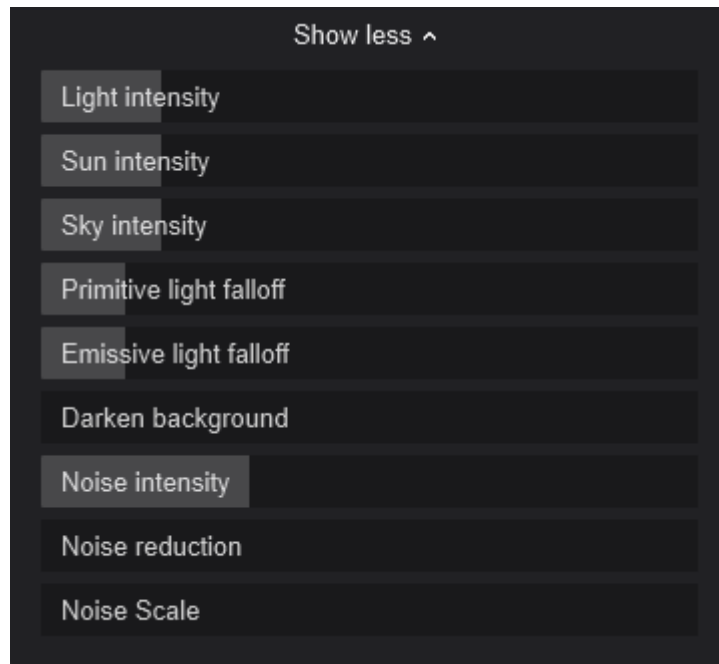 Show less
Light intensity
Sun intensity
Sky intensity
Primitive light falloff
Emissive light falloff
Darken background
Noise intensity
Noise reduction
Noise Scale